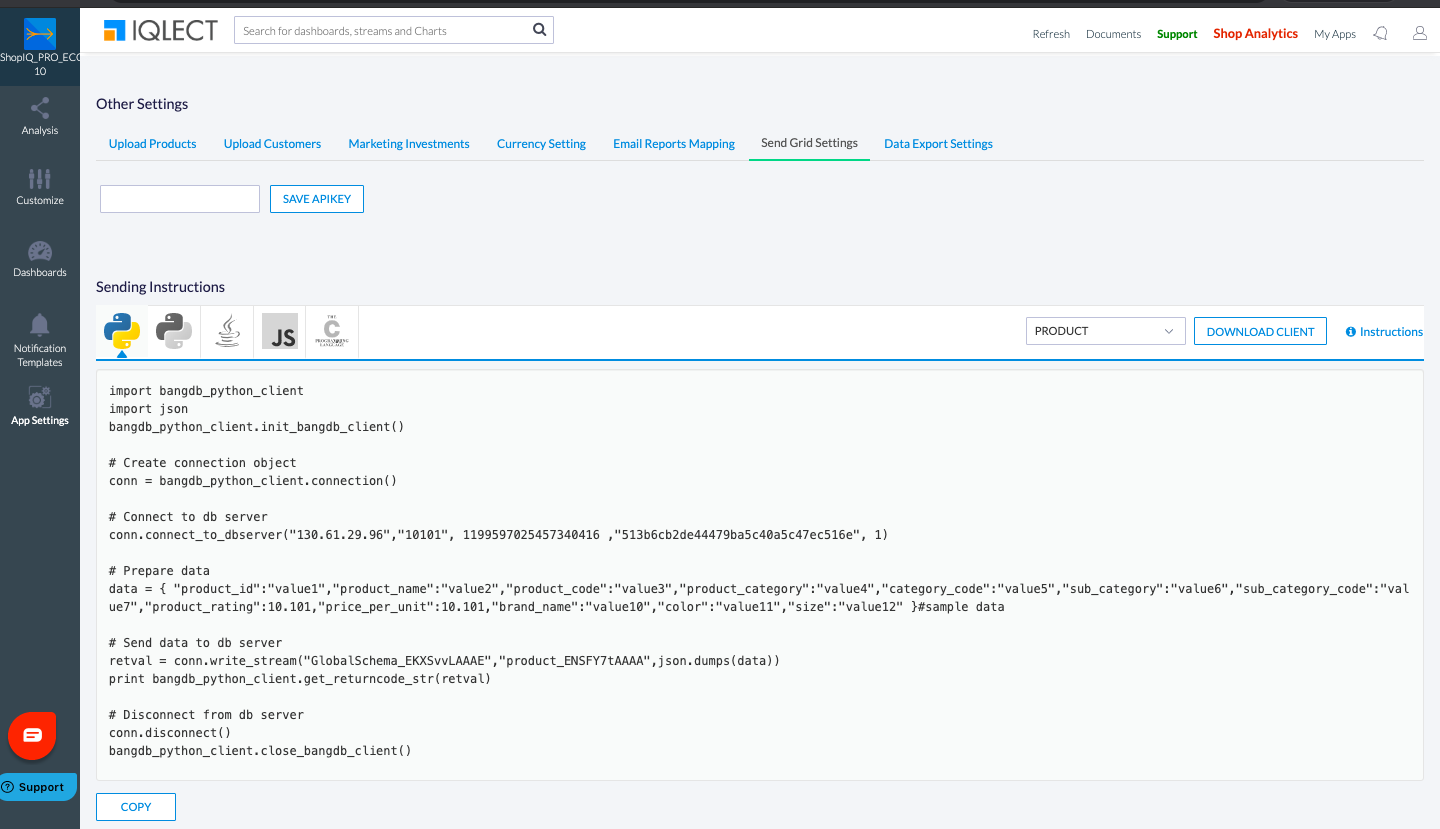 ShopIQ_PRO_ECO
10
Analysis
Customize
Dashboards
Notification
Templates
App Settings
Support
IQLECT
Search for dashboards, streams and Charts
Refresh
Documents
Support
Shop Analytics
My Apps
Other Settings
Upload Products
Upload Customers
Marketing Investments
Currency Setting
Email Reports Mapping
Send Grid Settings
Data Export Settings
SAVE APIKEY
Sending Instructions
JS
THE
C
PROGRAMMING
LANGUAGE
PRODUCT
DOWNLOAD CLIENT
Instructions
import bangdb_python_client
import json
bangdb_python_client.init_bangdb_client()
# Create connection object
conn = bangdb_python_client.connection()
# Connect to db server
conn.connect_to_dbserver("130.61.29.96","10101", 1199597025457340416 ,"513b6cb2de44479ba5c40a5c47ec516e", 1)
# Prepare data
data = { "product_id":"value1","product_name":"value2","product_code":"value3","product_category":"value4","category_code":"value5","sub_category":"value6","sub_category_code":"val
ue7","product_rating":10.101,"price_per_unit":10.101,"brand_name":"value10","color":"value11","size":"value12" }#sample data
# Send data to db server
retval = conn.write_stream("GlobalSchema_EKXSvvLAAAE","product_ENSFY7tAAAA",json.dumps(data))
print bangdb_python_client.get_returncode_str(retval)
# Disconnect from db server
conn.disconnect()
bangdb_python_client.close_bangdb_client()
COPY